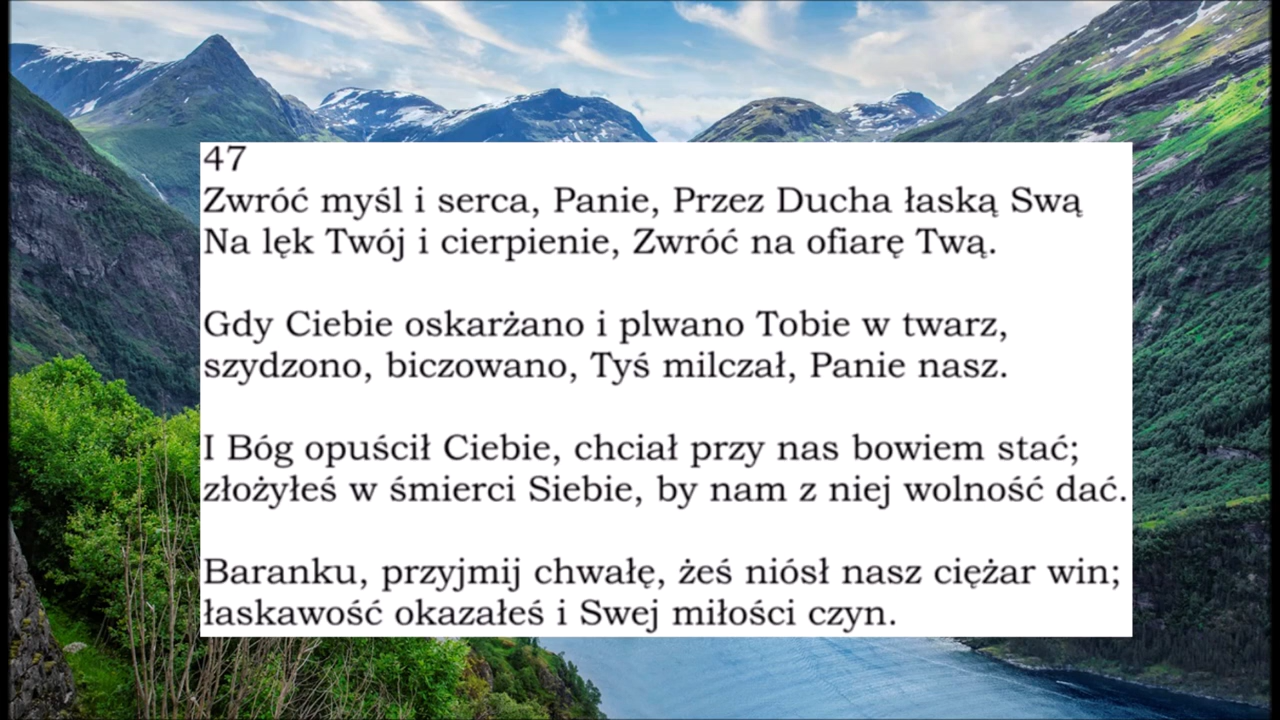 47
Zwróć myśl i serca, Panie, Przez Ducha łaską Swą
Na lęk Twój i cierpienie, Zwróć na ofiarę Twą.
Gdy Ciebie oskarżano i plwano Tobie w twarz,
szydzono, biczowano, Tyś milczał, Panie nasz.
I Bóg opuścił Ciebie, chciał przy nas bowiem stać;
złożyłeś w śmierci Siebie, by nam z niej wolność dać.
Baranku, przyjmij chwałę, żeś niósł nasz ciężar win;
łaskawość okazałeś i Swej miłości czyn.